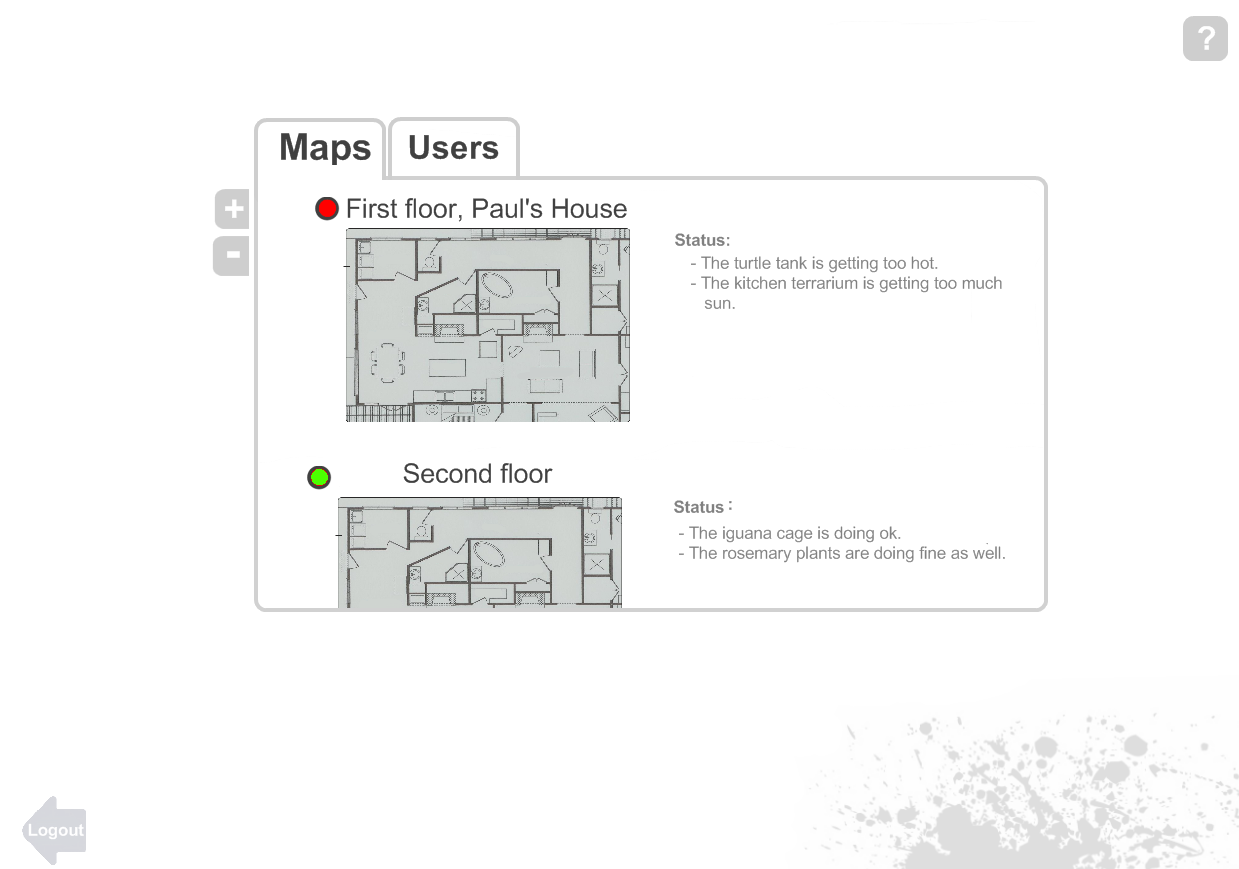 ?
Maps
Users
+
-
First floor, Paul's House
Status:
- The turtle tank is getting too hot.
- The kitchen terrarium is getting too much
sun.
Second floor
Status :
- The iguana cage is doing ok.
- The rosemary plants are doing fine as well.
Logout